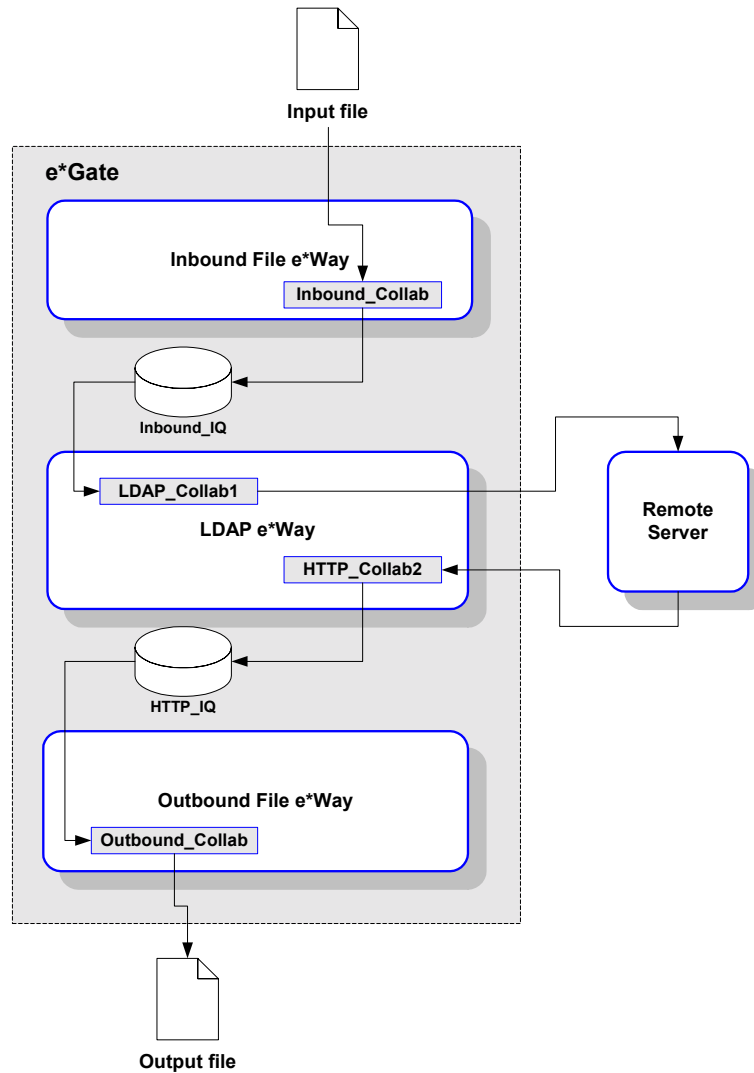 Input file
e*Gate
Inbound File e*Way
Inbound_Collab
Inbound_IQ
LDAP_Collab1
LDAP e*Way
HTTP_Collab2
Remote
Server
HTTP_IQ
Outbound File e*Way
Outbound_Collab
Output file